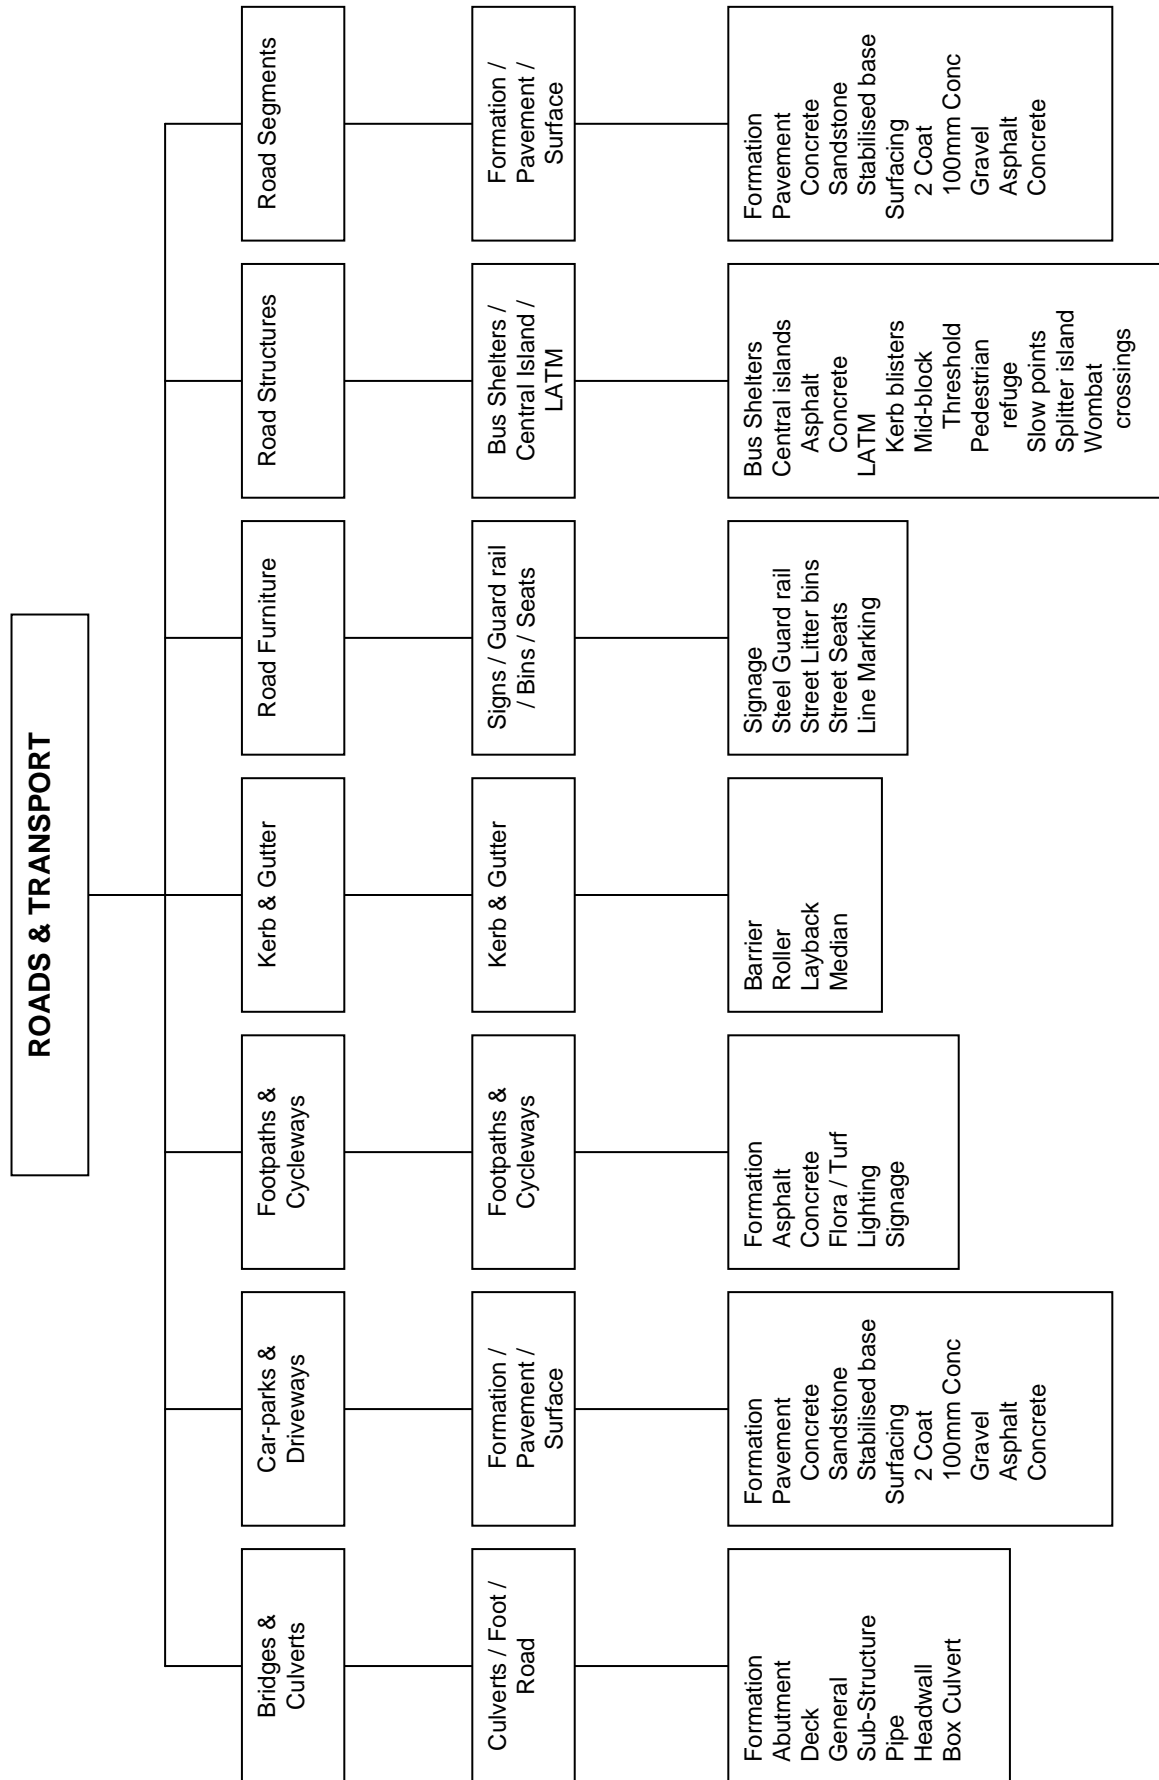 ROADS & TRANSPORT
Bridges &
Culverts
Car-parks &
Driveways
Footpaths &
Cycleways
Kerb & Gutter
Road Furniture
Road Structures
Road Segments
Culverts / Foot /
Road
Formation /
Pavement /
Surface
Footpaths &
Cycleways
Kerb & Gutter
Signs / Guard rail
/ Bins / Seats
Bus Shelters /
Central Island /
LATM
Formation /
Pavement /
Surface
Formation
Abutment
Deck
General
Sub-Structure
Pipe
Headwall
Box Culvert
Formation
Pavement
Concrete
Sandstone
Stabilised base
Surfacing
2 Coat
100mm Conc
Gravel
Asphalt
Concrete
Formation
Asphalt
Concrete
Flora / Turf
Lighting
Signage
Barrier
Roller
Layback
Median
Signage
Steel Guard rail
Street Litter bins
Street Seats
Line Marking
Bus Shelters
Central islands
Asphalt
Concrete
LATM
Kerb blisters
Mid-block
Threshold
Pedestrian
refuge
Slow points
Splitter island
Wombat
crossings
Formation
Pavement
Concrete
Sandstone
Stabilised base
Surfacing
2 Coat
100mm Conc
Gravel
Asphalt
Concrete